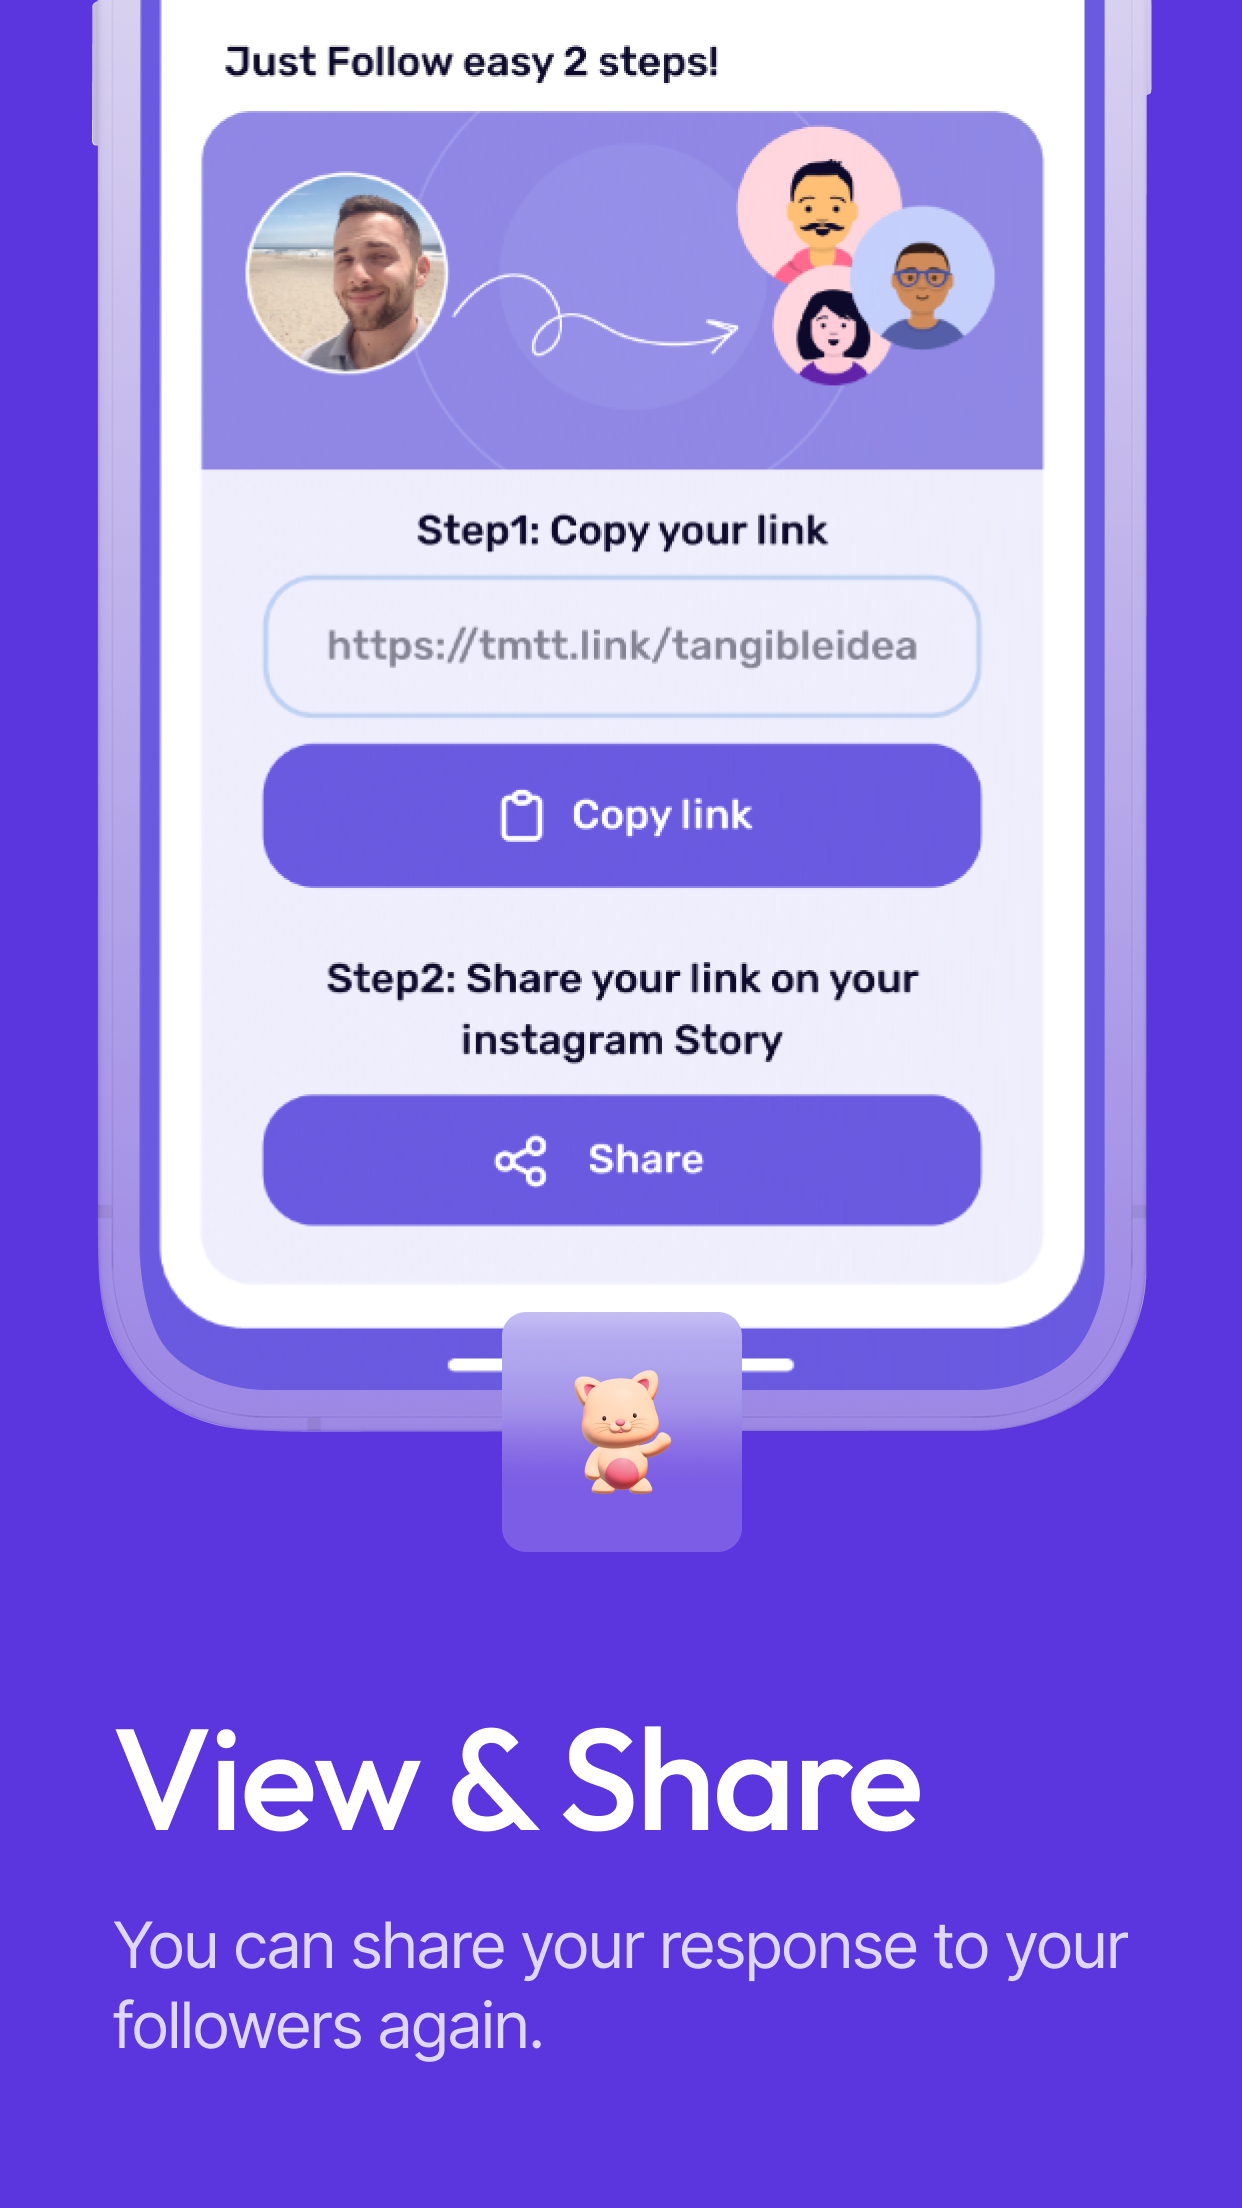 Just Follow easy 2 steps!
Step1: Copy your link
https://tmtt.link/tangibleidea
Copy link
Step2: Share your link on your
instagram Story
Share
View & Share
You can share your response to your
followers again.